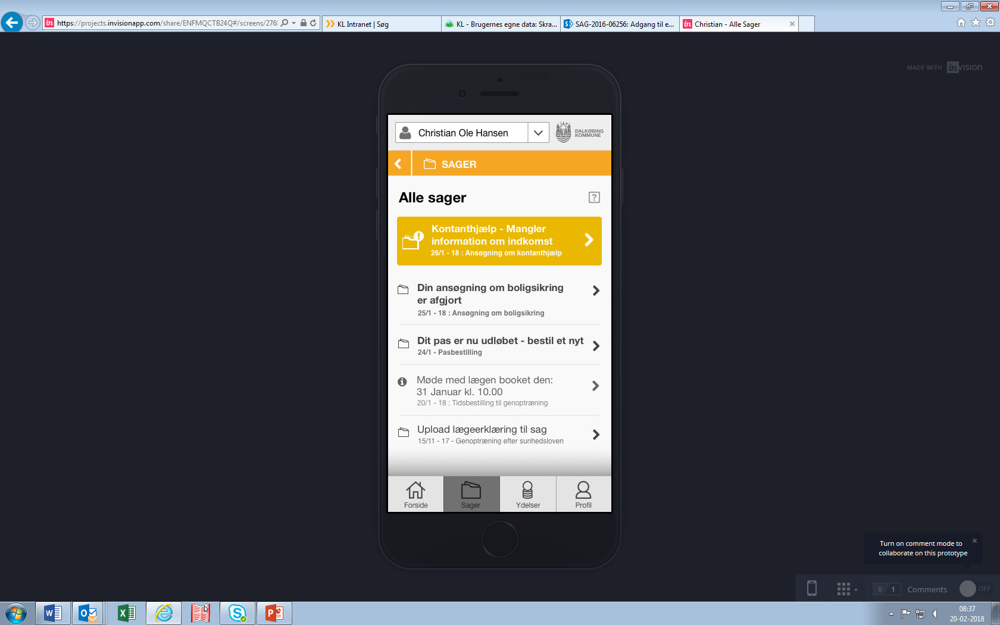 https://projects.invisionapp.com/share/ENFMQCTB24Q#/screens/276
KL Intranet | Søg
KL - Brugernes egne data: Skra...
SAG-2016-06256: Adgang til e...
Christian - Alle Sager
MADE WITH invision
Christian Ole Hansen
DALKØBING
KOMMUNE
SAGER
Alle sager
Kontanthjælp - Mangler
information om indkomst
26/1 - 18 : Ansøgning om kontanthjælp
Din ansøgning om boligsikring
er afgjort
25/1 - 18 : Ansøgning om boligsikring
Dit pas er nu udløbet - bestil et nyt
24/1 - Pasbestilling
Møde med lægen booket den:
31 Januar kl. 10.00
20/1 - 18 : Tidsbestilling til genoptræning
Upload lægeerklæring til sag
15/11 - 17 - Genoptræning efter sunhedsloven
Forside
Sager
Ydelser
Profil
Turn on comment mode to
collaborate on this prototype
0 1 Comments OFF
08:37
20-02-2018